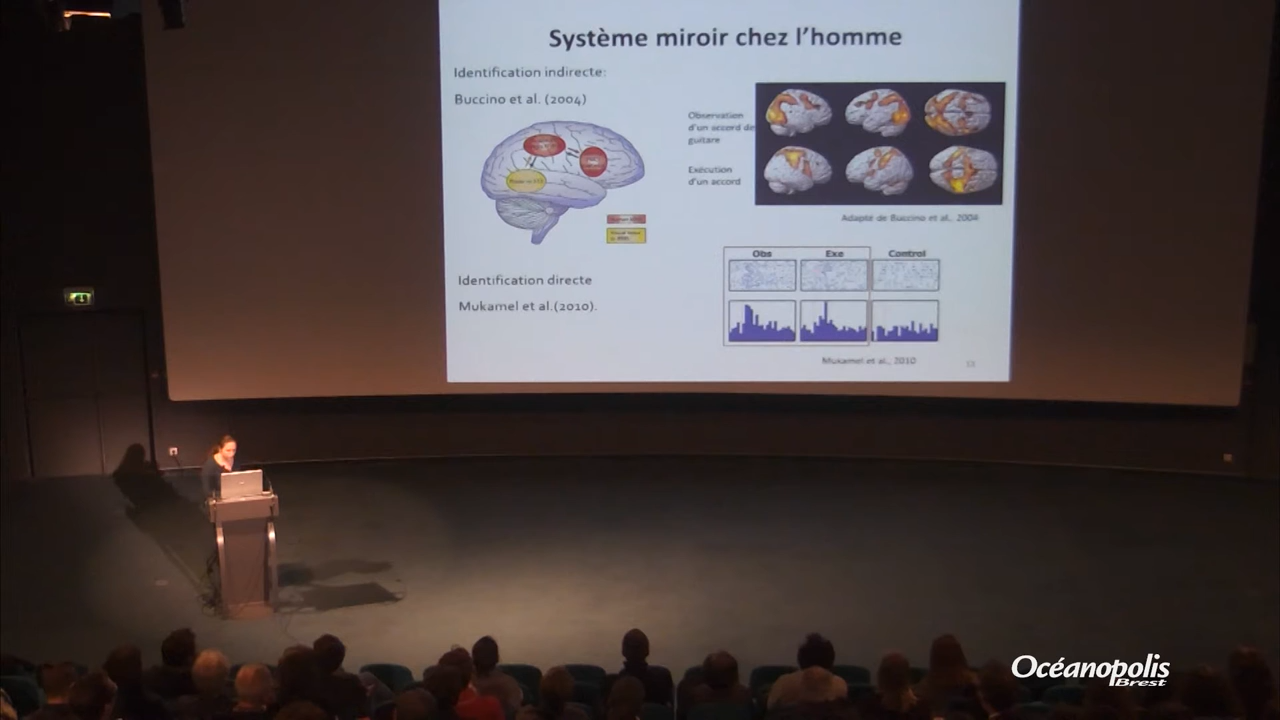 Système miroir chez l'homme
Identification indirecte:
Buccino et al. (2004)
Observation
d'un accord de
guitare
Exécution
d'un accord
Adapté de Buccino et al., 2004
Obs Exe Control
Identification directe
Mukamel et al.(2010).
Mukamel et al., 2010
13
Océanopolis
Brest